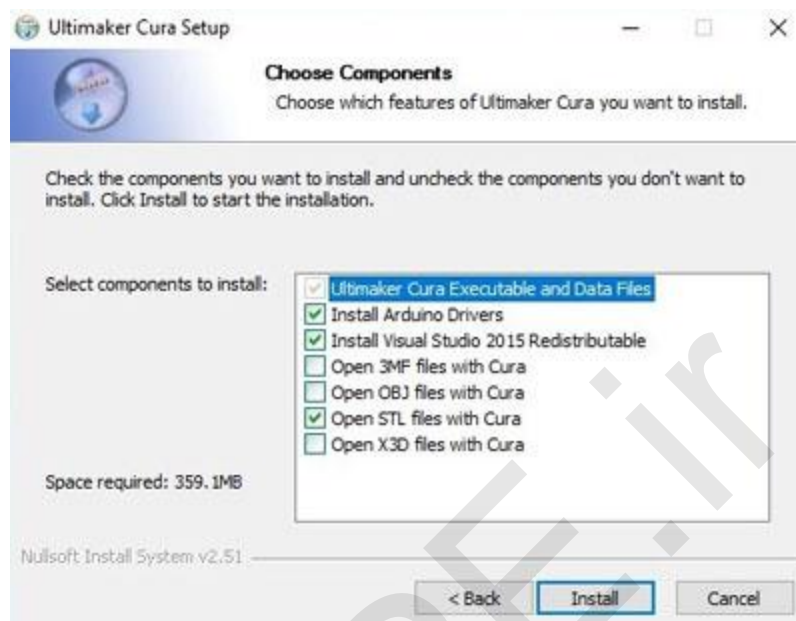 Ultimaker Cura Setup
Choose Components
Choose which features of Ultimaker Cura you want to install.
Check the components you want to install and uncheck the components you don't want to
install. Click Install to start the installation.
Select components to install:
Ultimaker Cura Executable and Data Files
Install Arduino Drivers
Install Visual Studio 2015 Redistributable
Open 3MF files with Cura
Open OBJ files with Cura
Open STL files with Cura
Open X3D files with Cura
Space required: 359.1MB
Nullsoft Install System v2.51
< Back
Install
Cancel